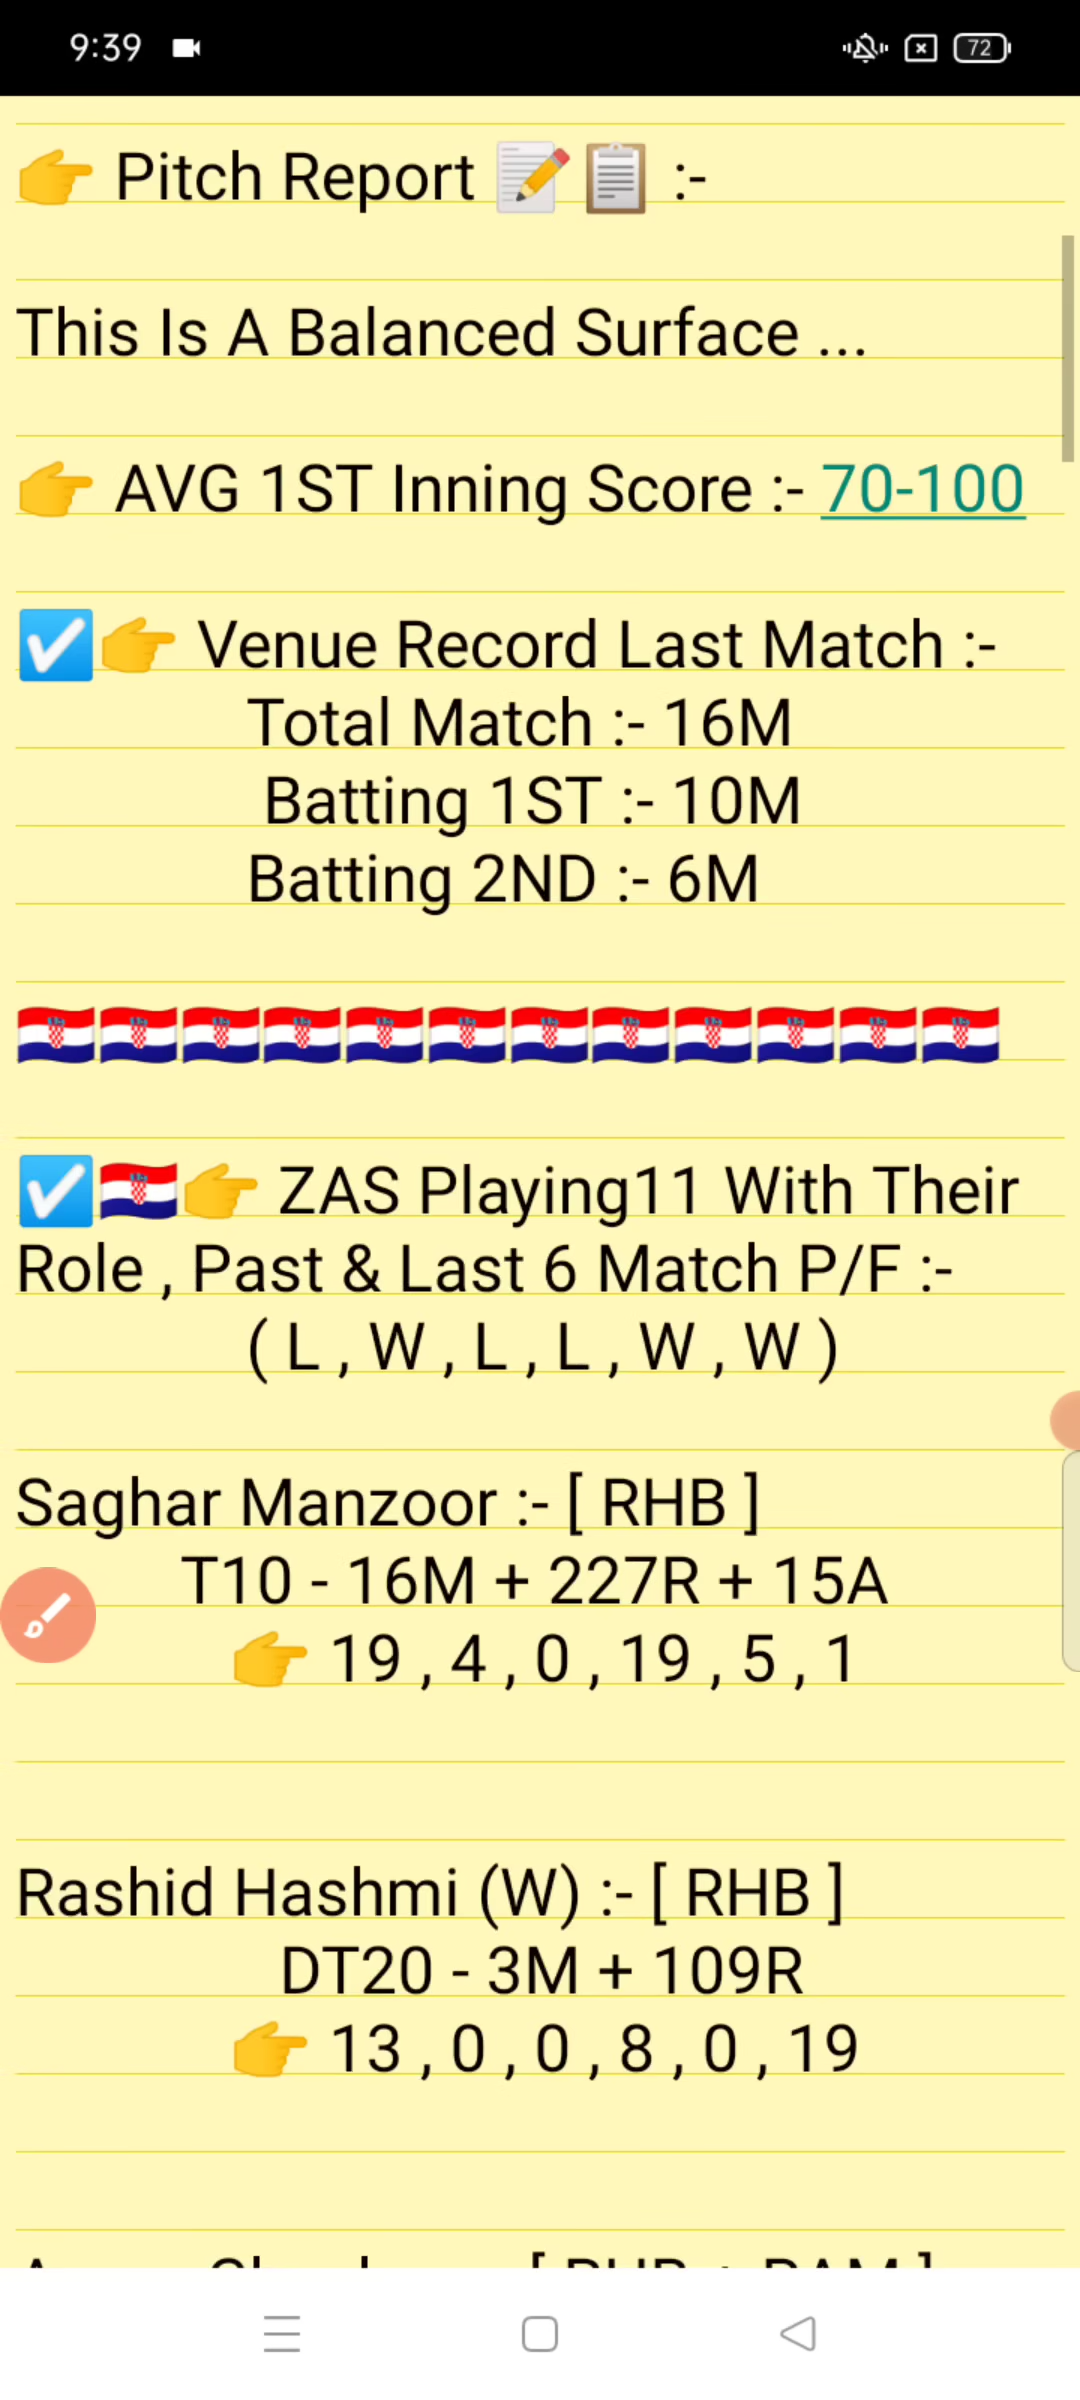 9:39
72
👉 Pitch Report 📝📋 :-
This Is A Balanced Surface ...
👉 AVG 1ST Inning Score :- 70-100
☑️👉 Venue Record Last Match :-
Total Match :- 16M
Batting 1ST :- 10M
Batting 2ND :- 6M
🇭🇷🇭🇷🇭🇷🇭🇷🇭🇷🇭🇷🇭🇷🇭🇷🇭🇷🇭🇷🇭🇷🇭🇷
☑️🇭🇷👉 ZAS Playing11 With Their
Role , Past & Last 6 Match P/F :-
( L , W , L , L , W , W )
Saghar Manzoor :- [ RHB ]
T10 - 16M + 227R + 15A
👉 19 , 4 , 0 , 19 , 5 , 1
Rashid Hashmi (W) :- [ RHB ]
DT20 - 3M + 109R
👉 13 , 0 , 0 , 8 , 0 , 19